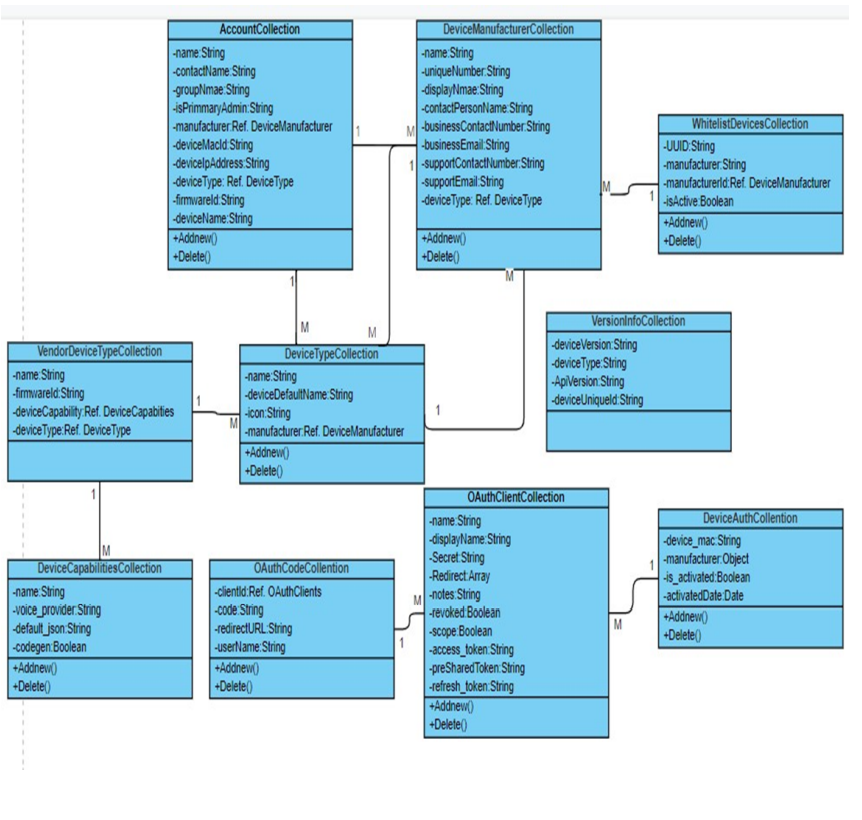 AccountCollection
-name:String
-contactName:String
-groupNmae:String
-isPrimmaryAdmin:String
-manufacturer:Ref. DeviceManufacturer
-deviceMacId:String
-deviceIpAddress:String
-deviceType: Ref. DeviceType
-firmwareId:String
-deviceName:String
+Addnew()
+Delete()
1
M
1
1
M
DeviceManufacturerCollection
-name:String
-uniqueNumber:String
-displayNmae:String
-contactPersonName:String
-businessContactNumber:String
-businessEmail:String
-supportContactNumber:String
-supportEmail:String
-deviceType: Ref. DeviceType
+Addnew()
+Delete()
M
M
1
WhitelistDevicesCollection
-UUID:String
-manufacturer:String
-manufacturerId:Ref. DeviceManufacturer
-isActive:Boolean
+Addnew()
+Delete()
VendorDeviceTypeCollection
-name:String
-firmwareId:String
-deviceCapability:Ref. DeviceCapabities
-deviceType:Ref. DeviceType
1
M
1
M
M
DeviceTypeCollection
-name:String
-deviceDefaultName:String
-icon:String
-manufacturer:Ref. DeviceManufacturer
+Addnew()
+Delete()
1
VersionInfoCollection
-deviceVersion:String
-deviceType:String
-ApiVersion:String
-deviceUniqueId:String
DeviceCapabilitiesCollection
-name:String
-voice_provider:String
-default_json:String
-codegen:Boolean
+Addnew()
+Delete()
OAuthCodeCollention
-clientId:Ref. OAuthClients
-code:String
-redirectURL:String
-userName:String
+Addnew()
+Delete()
M
1
OAuthClientCollection
-name:String
-displayName:String
-Secret:String
-Redirect:Array
-notes:String
-revoked:Boolean
-scope:Boolean
-access_token:String
-preSharedToken:String
-refresh_token:String
+Addnew()
+Delete()
1
M
DeviceAuthCollention
-device_mac:String
-manufacturer:Object
-is_activated:Boolean
-activatedDate:Date
+Addnew()
+Delete()